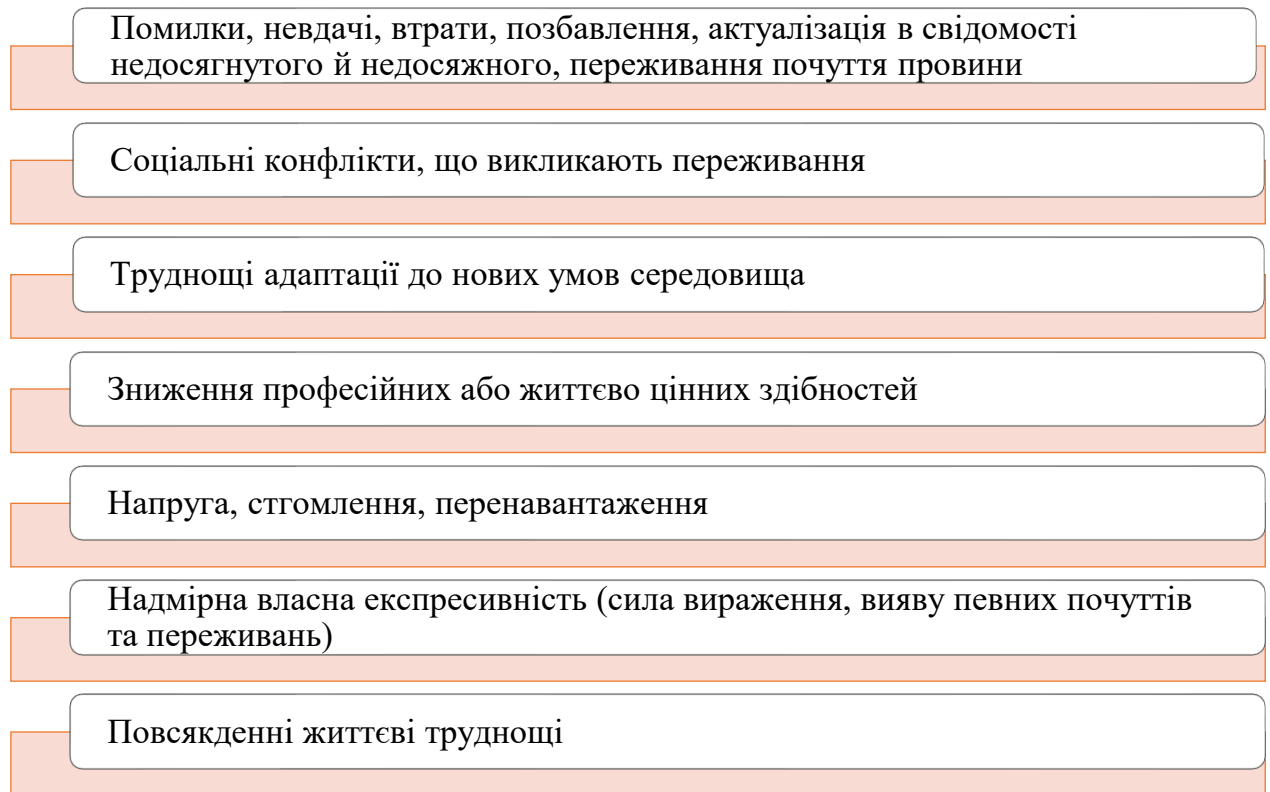 Помилки, невдачі, втрати, позбавлення, актуалізація в свідомості
недосягнутого й недосяжного, переживання почуття провини
Соціальні конфлікти, що викликають переживання
Труднощі адаптації до нових умов середовища
Зниження професійних або життєво цінних здібностей
Напруга, стгомлення, перенавантаження
Надмірна власна експресивність (сила вираження, вияву певних почуттів
та переживань)
Повсякденні життєві труднощі